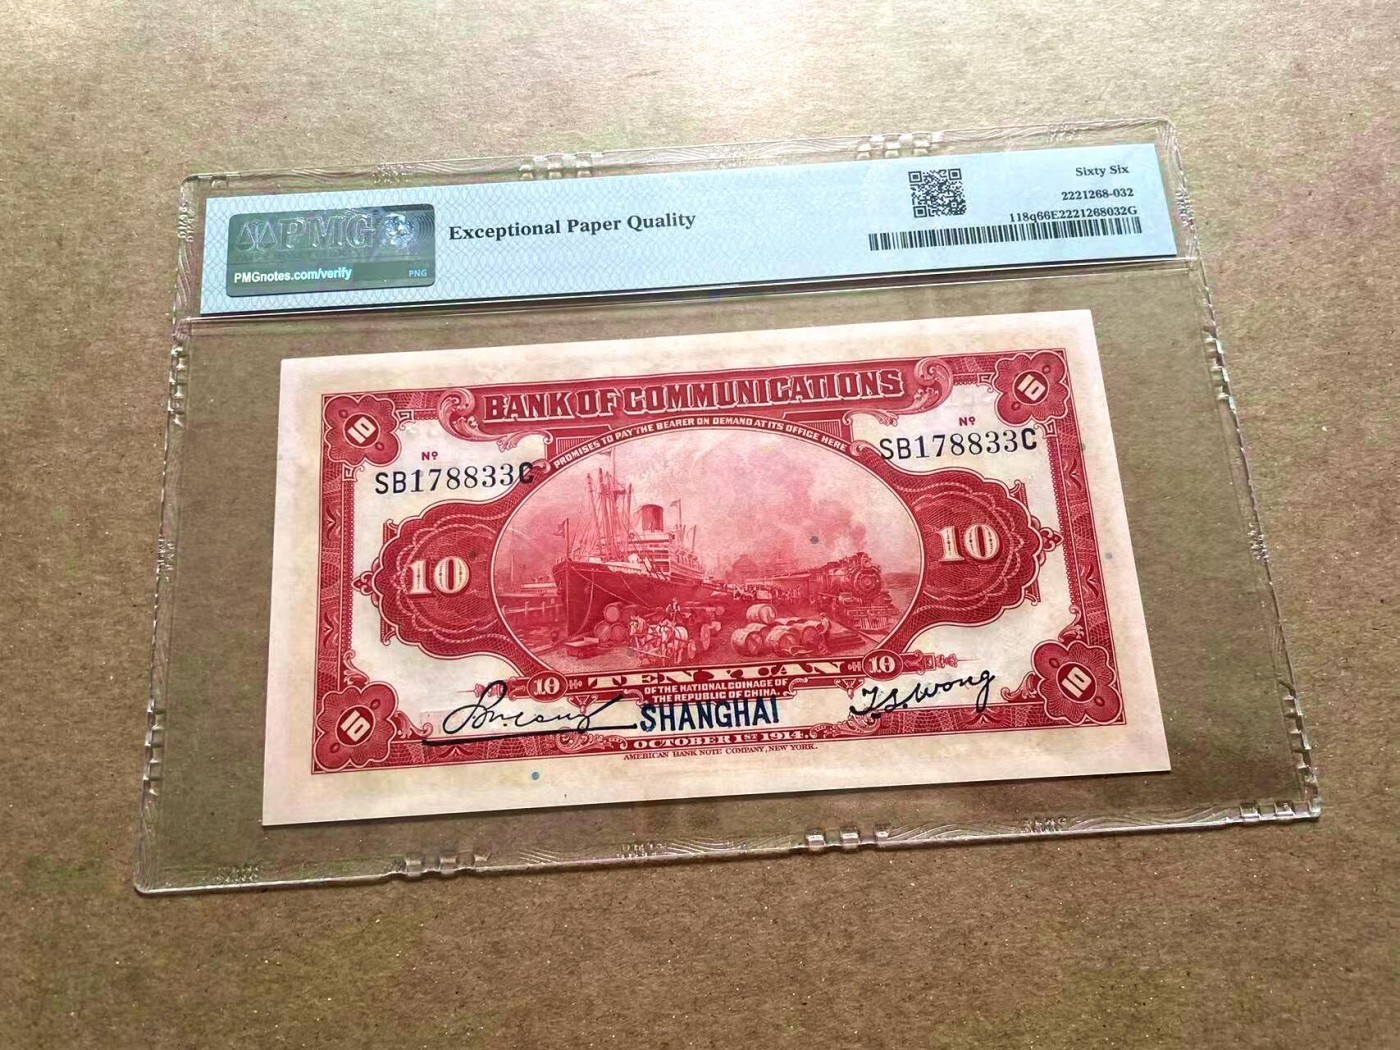 PMG
PMGnotes.com/verify
PNG
Exceptional Paper Quality
Sixty Six
2221268-032
118q66E2221268032G
BANK OF COMMUNICATIONS
PROMISES TO PAY THE BEARER ON DEMAND AT ITS OFFICE HERE
10
10
Nº
SB178833C
Nº
SB178833C
10
10
10 TEN YUAN 10
OF THE NATIONAL COINAGE OF
THE REPUBLIC OF CHINA.
SHANGHAI
T.S. Wong
10
10
OCTOBER 1ST 1914.
AMERICAN BANK NOTE COMPANY, NEW YORK.